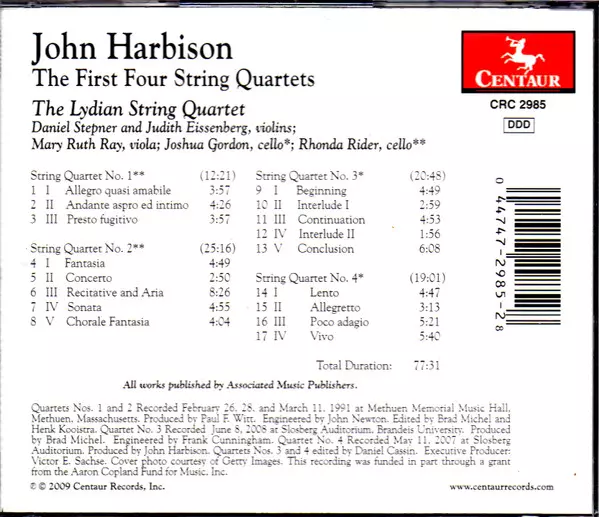 John Harbison
The First Four String Quartets
The Lydian String Quartet
Daniel Stepner and Judith Eissenberg, violins;
Mary Ruth Ray, viola; Joshua Gordon, cello*; Rhonda Rider, cello**
CENTAUR
CRC 2985
DDD
String Quartet No. 1** (12:21)
1 I Allegro quasi amabile 3:57
2 II Andante aspro ed intimo 4:26
3 III Presto fugitivo 3:57
String Quartet No. 2** (25:16)
4 I Fantasia 4:49
5 II Concerto 2:50
6 III Recitative and Aria 8:26
7 IV Sonata 4:55
8 V Chorale Fantasia 4:04
String Quartet No. 3* (20:48)
9 I Beginning 4:49
10 II Interlude I 2:59
11 III Continuation 4:53
12 IV Interlude II 1:56
13 V Conclusion 6:08
String Quartet No. 4* (19:01)
14 I Lento 4:47
15 II Allegretto 3:13
16 III Poco adagio 5:21
17 IV Vivo 5:40
Total Duration: 77:31
0 44747-2985-2 8
All works published by Associated Music Publishers.
Quartets Nos. 1 and 2 Recorded February 26, 28, and March 11, 1991 at Methuen Memorial Music Hall,
Methuen, Massachusetts. Produced by Paul F. Witt. Engineered by John Newton. Edited by Brad Michel and
Henk Kooistra. Quartet No. 3 Recorded June 8, 2008 at Slosberg Auditorium, Brandeis University. Produced
by Brad Michel. Engineered by Frank Cunningham. Quartet No. 4 Recorded May 11, 2007 at Slosberg
Auditorium. Produced by John Harbison. Quartets Nos. 3 and 4 edited by Daniel Cassin. Executive Producer:
Victor E. Sachse. Cover photo courtesy of Getty Images. This recording was funded in part through a grant
from the Aaron Copland Fund for Music, Inc.
℗ © 2009 Centaur Records, Inc.
www.centaurrecords.com